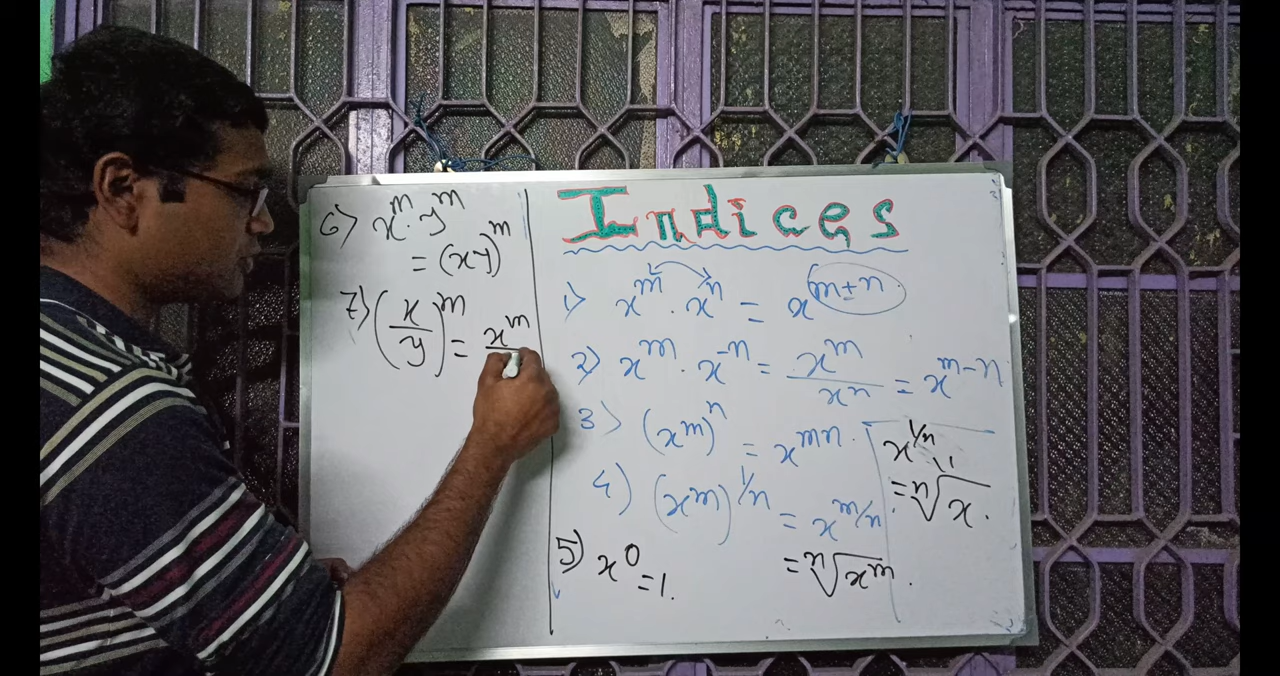 6) x^m · y^m
= (xy)^m
7) (x/y)^m = x^m
Indices
1) x^m · x^n = x^(m+n)
2) x^m · x^-n = x^m / x^n = x^m-n
3) (x^m)^n = x^mn.
4) (x^m)^1/n = x^m/n
= ⁿ√x^m.
x^1/n
= ⁿ√x.
5) x^0 = 1.